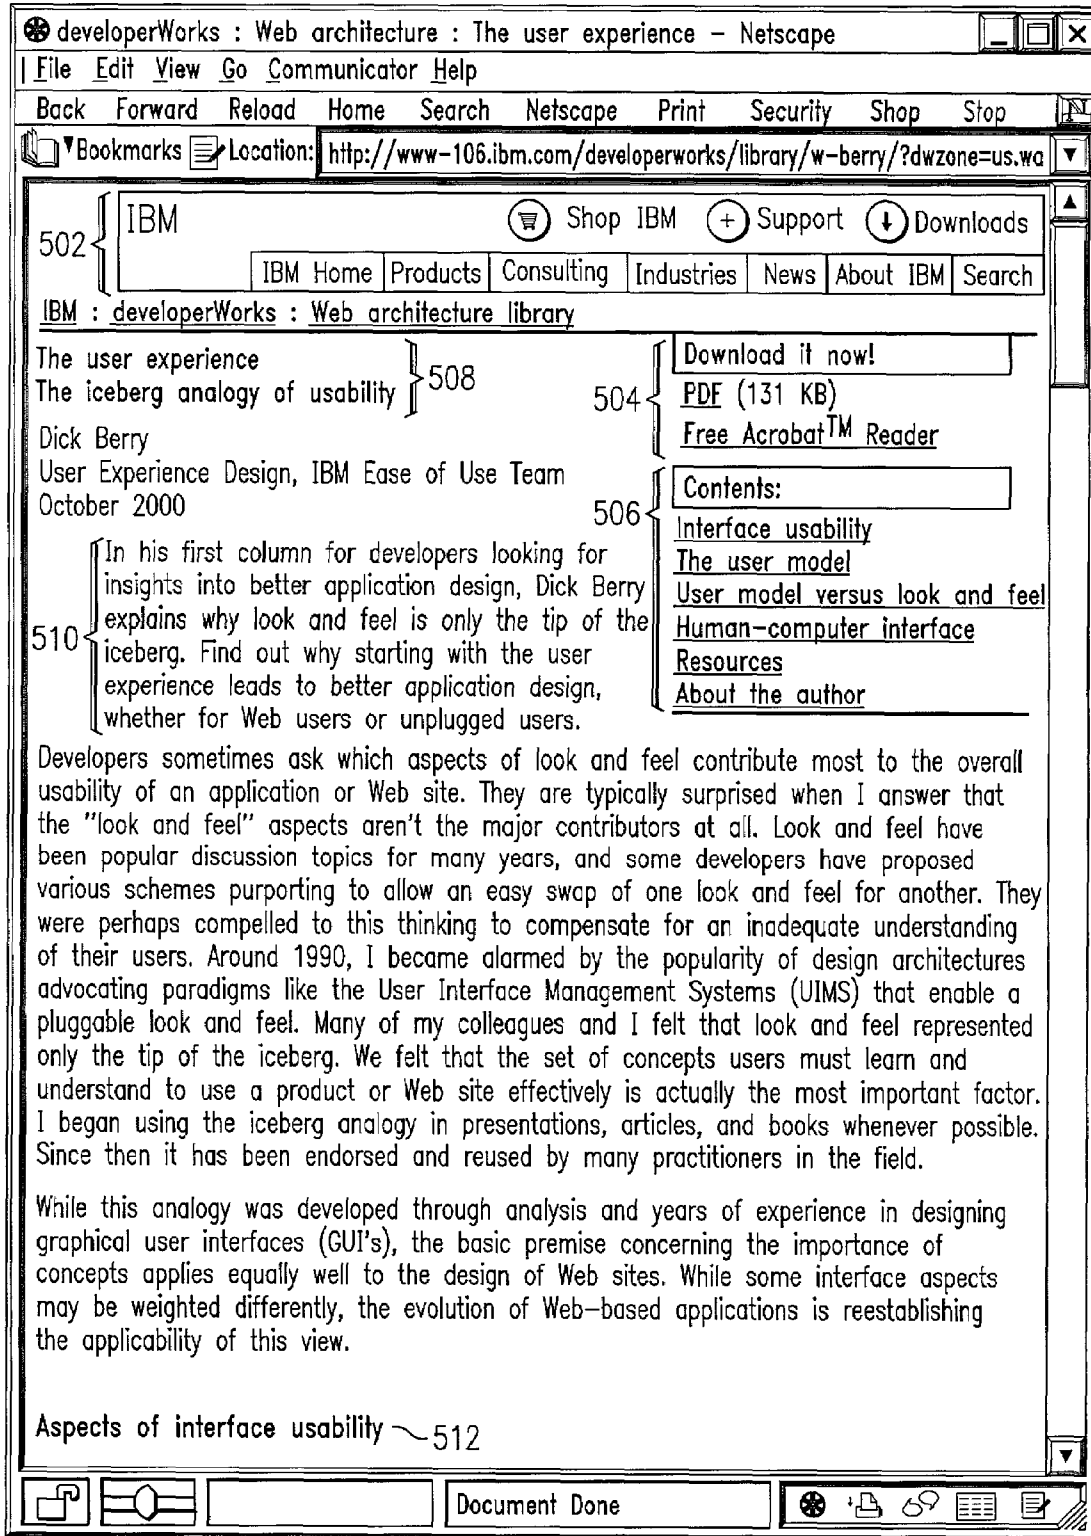 developerWorks : Web architecture : The user experience – Netscape
File Edit View Go Communicator Help
Back Forward Reload Home Search Netscape Print Security Shop Stop N
Bookmarks Location: http://www-106.ibm.com/developerworks/library/w-berry/?dwzone=us.wa
502
IBM Shop IBM Support Downloads
IBM Home Products Consulting Industries News About IBM Search
IBM : developerWorks : Web architecture library
The user experience
The iceberg analogy of usability
508
Dick Berry
User Experience Design, IBM Ease of Use Team
October 2000
504
Download it now!
PDF (131 KB)
Free Acrobat™ Reader
506
Contents:
Interface usability
The user model
User model versus look and feel
Human-computer interface
Resources
About the author
510
In his first column for developers looking for
insights into better application design, Dick Berry
explains why look and feel is only the tip of the
iceberg. Find out why starting with the user
experience leads to better application design,
whether for Web users or unplugged users.
Developers sometimes ask which aspects of look and feel contribute most to the overall
usability of an application or Web site. They are typically surprised when I answer that
the "look and feel" aspects aren't the major contributors at all. Look and feel have
been popular discussion topics for many years, and some developers have proposed
various schemes purporting to allow an easy swap of one look and feel for another. They
were perhaps compelled to this thinking to compensate for an inadequate understanding
of their users. Around 1990, I became alarmed by the popularity of design architectures
advocating paradigms like the User Interface Management Systems (UIMS) that enable a
pluggable look and feel. Many of my colleagues and I felt that look and feel represented
only the tip of the iceberg. We felt that the set of concepts users must learn and
understand to use a product or Web site effectively is actually the most important factor.
I began using the iceberg analogy in presentations, articles, and books whenever possible.
Since then it has been endorsed and reused by many practitioners in the field.
While this analogy was developed through analysis and years of experience in designing
graphical user interfaces (GUI's), the basic premise concerning the importance of
concepts applies equally well to the design of Web sites. While some interface aspects
may be weighted differently, the evolution of Web-based applications is reestablishing
the applicability of this view.
Aspects of interface usability
512
Document Done